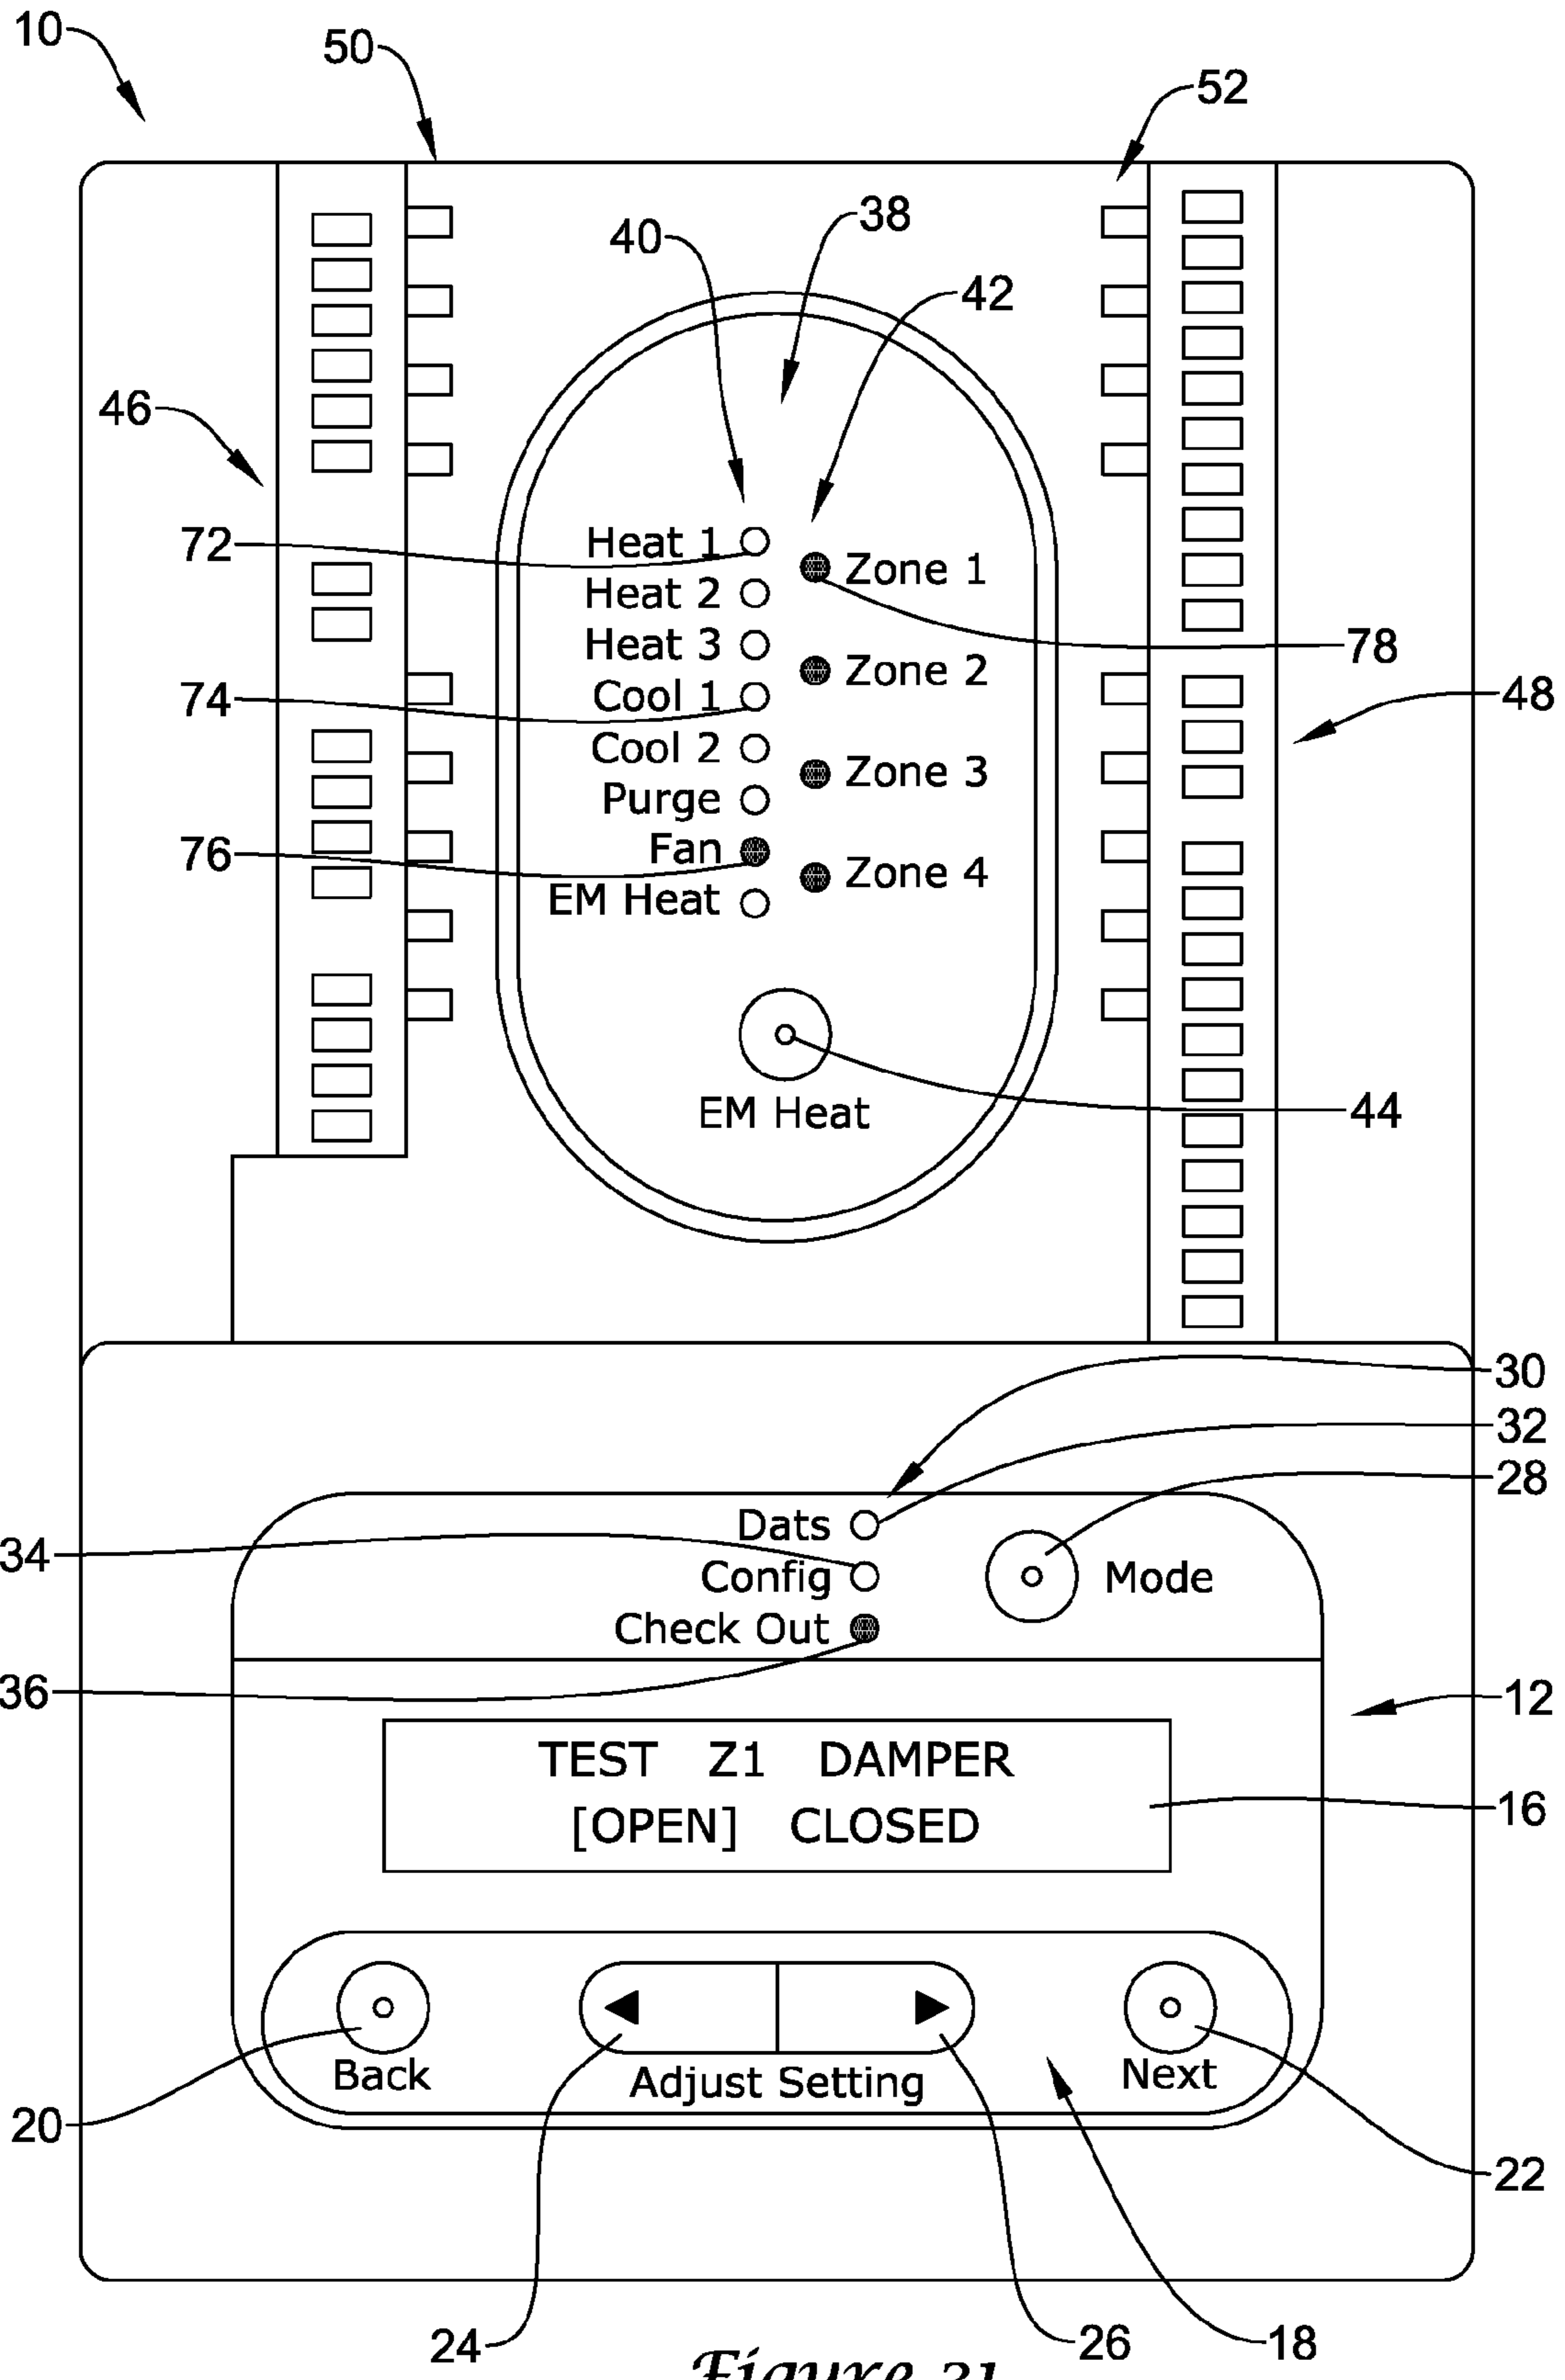 10
50
52
38
40
42
46
Heat 1
72
Zone 1
Heat 2
Heat 3
78
Zone 2
Cool 1
74
48
Cool 2
Zone 3
Purge
Fan
76
Zone 4
EM Heat
EM Heat
44
30
32
28
Dats
34
Config
Mode
Check Out
36
12
TEST Z1 DAMPER
[OPEN] CLOSED
16
Back
Adjust Setting
Next
20
22
24
26
18
Figure 31